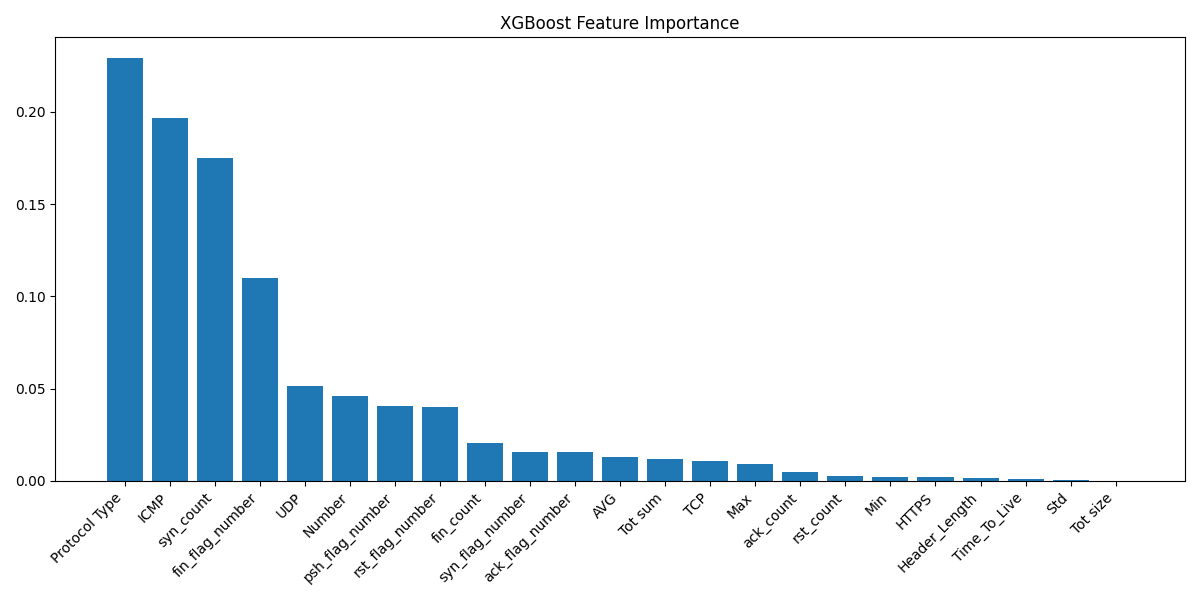 XGBoost Feature Importance
0.20
0.15
0.10
0.05
0.00
Protocol Type
ICMP
syn_count
fin_flag_number
UDP
Number
psh_flag_number
rst_flag_number
fin_count
syn_flag_number
ack_flag_number
AVG
Tot sum
TCP
Max
ack_count
rst_count
Min
HTTPS
Header_Length
Time_To_Live
Std
Tot size